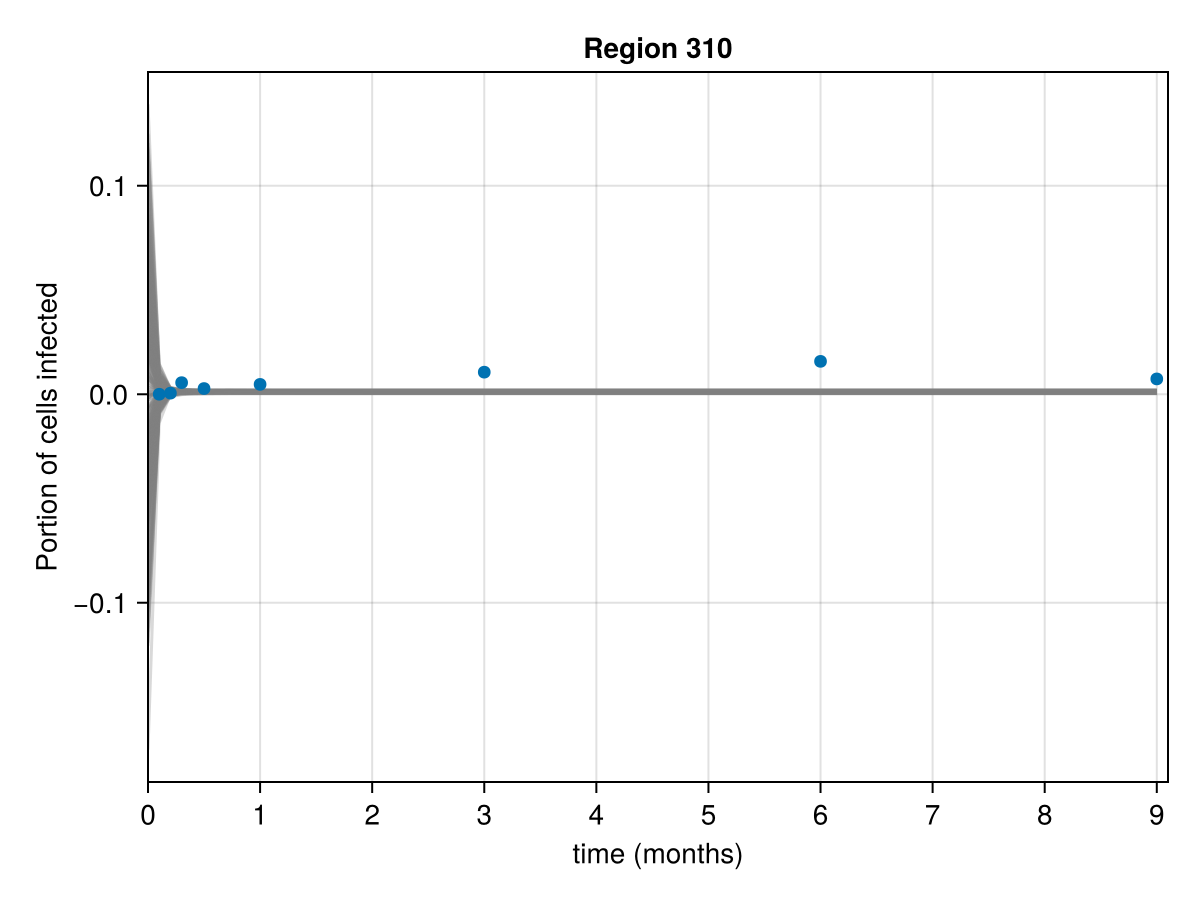 Region 310
Portion of cells infected
0.1
0.0
−0.1
0 1 2 3 4 5 6 7 8 9
time (months)